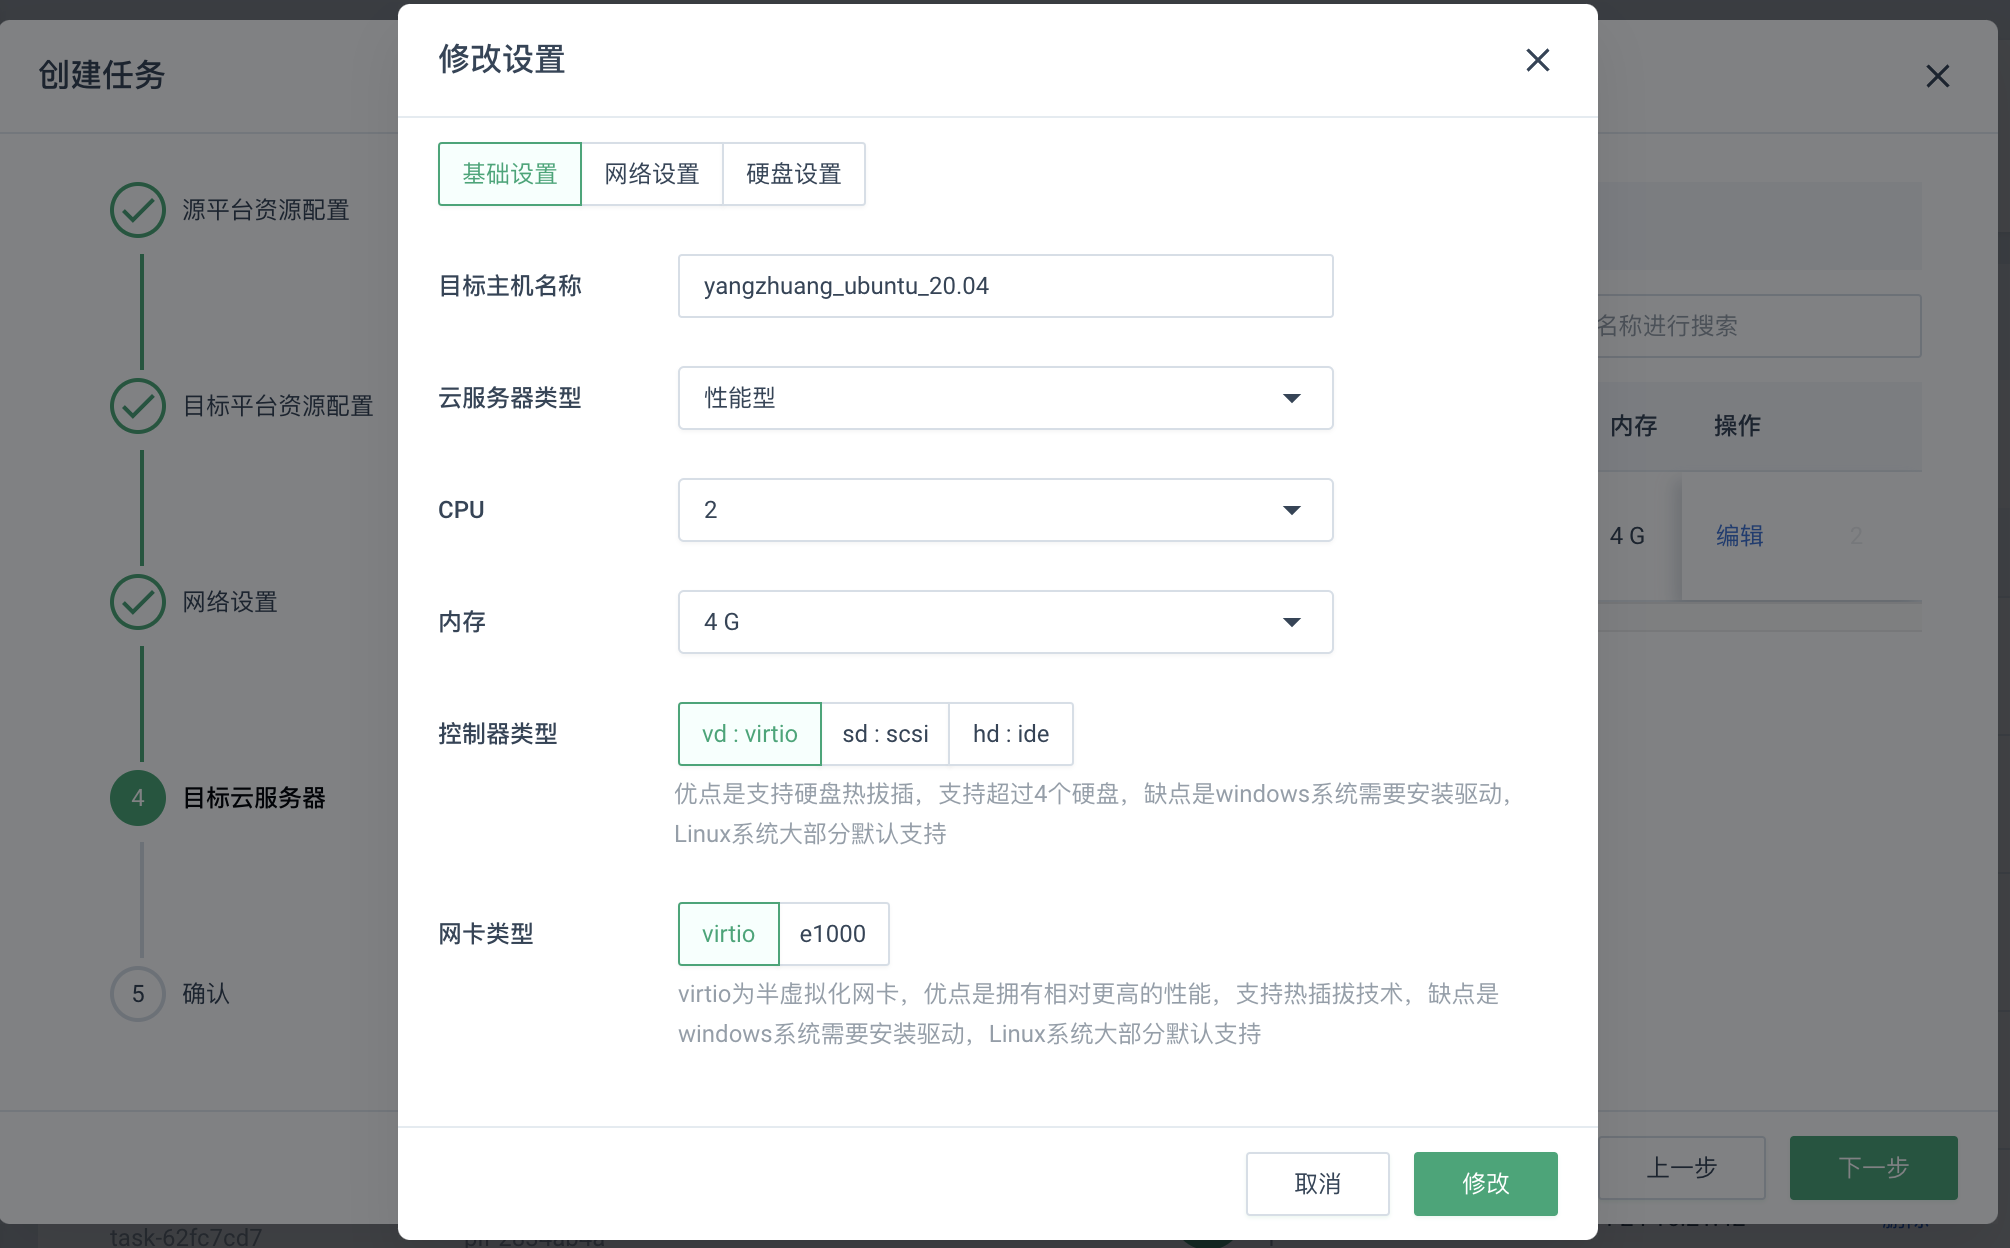 创建任务
源平台资源配置
目标平台资源配置
网络设置
4 目标云服务器
5 确认
修改设置
基础设置 网络设置 硬盘设置
目标主机名称 yangzhuang_ubuntu_20.04
云服务器类型 性能型
CPU 2
内存 4 G
控制器类型 vd : virtio sd : scsi hd : ide
优点是支持硬盘热拔插，支持超过4个硬盘，缺点是windows系统需要安装驱动，
Linux系统大部分默认支持
网卡类型 virtio e1000
virtio为半虚拟化网卡，优点是拥有相对更高的性能，支持热插拔技术，缺点是
windows系统需要安装驱动，Linux系统大部分默认支持
取消 修改
名称进行搜索
内存 操作
4 G 编辑 2
上一步 下一步
task-62fc7cd7